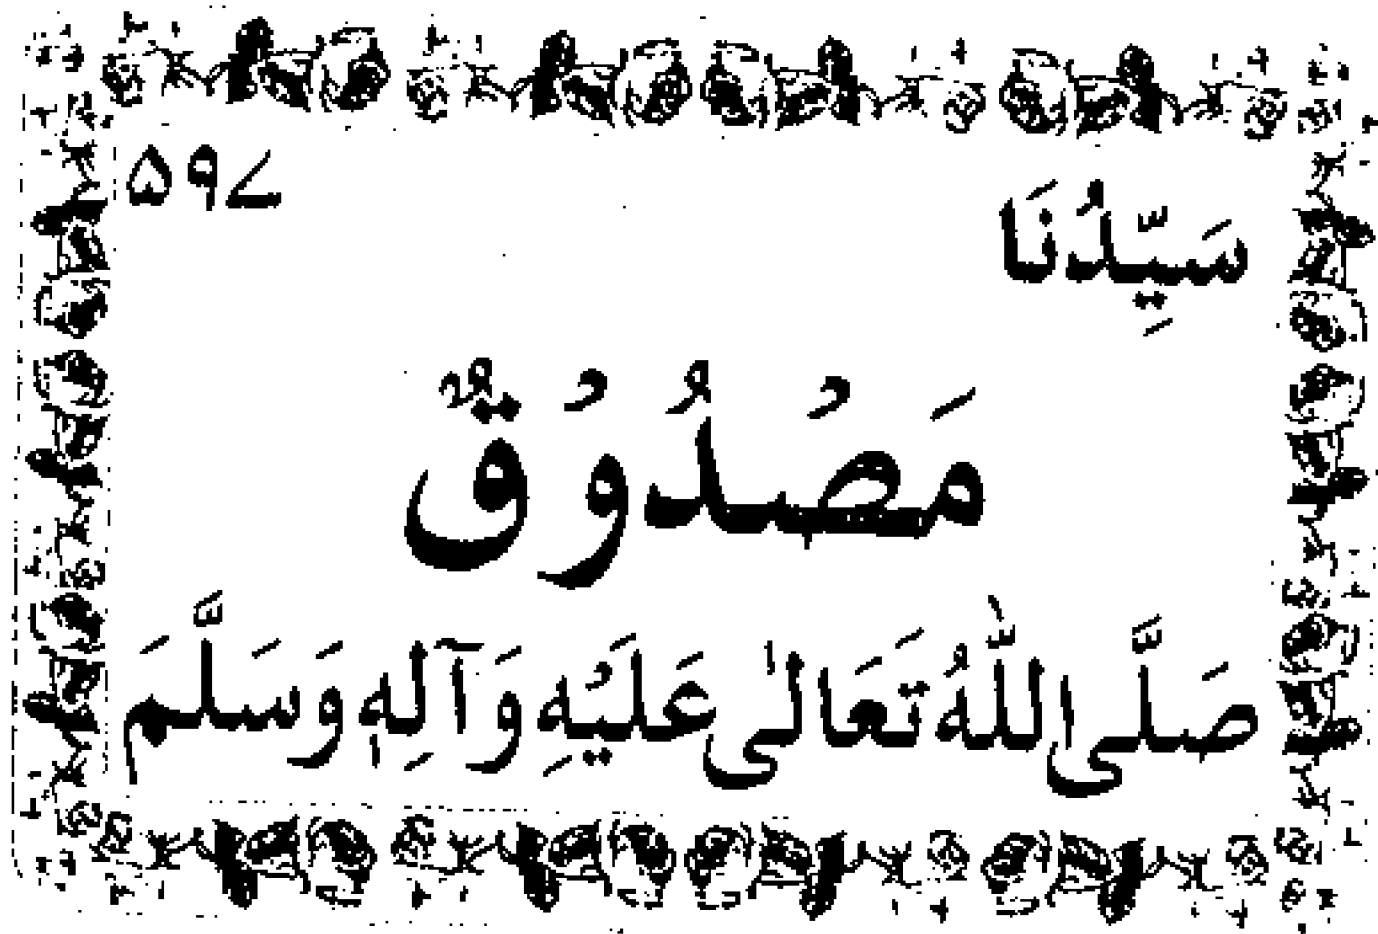 ۵۹۷
سَيِّدُنَا
مَصْدُوْقٌ
صَلَّى اللّٰهُ تَعَالٰى عَلَيْهِ وَآلِهٖ وَسَلَّمَ